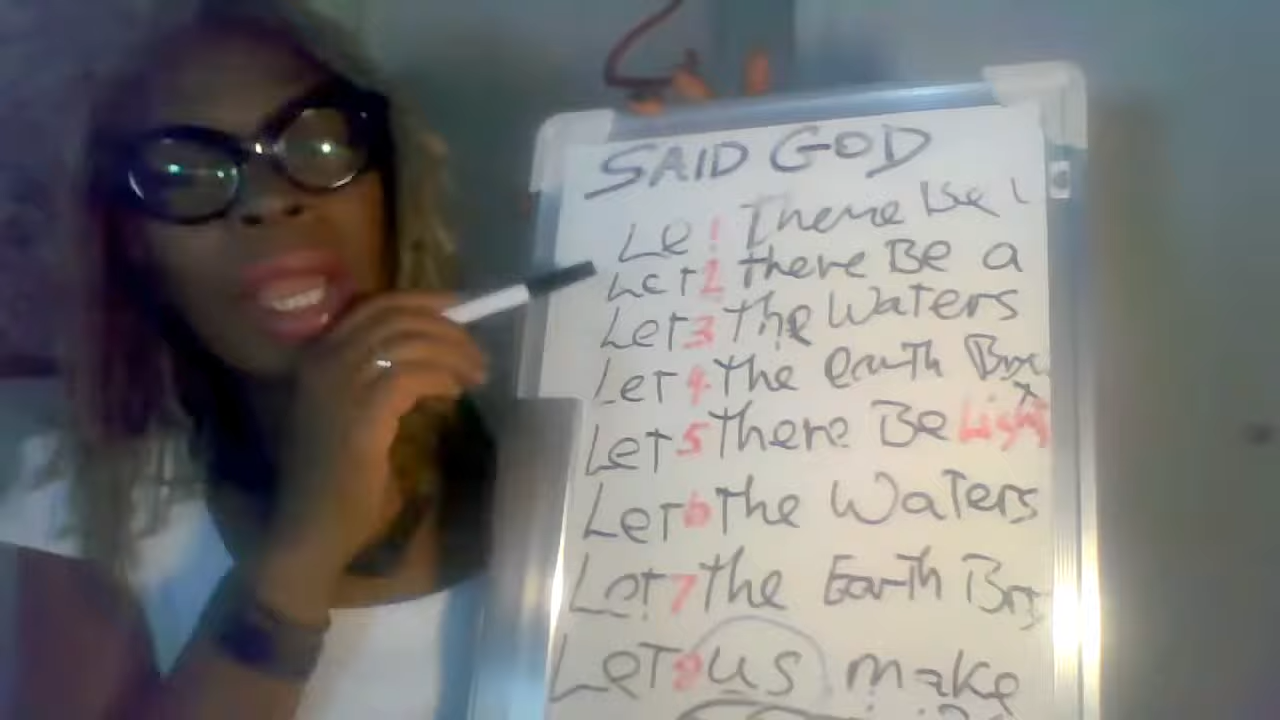 SAID GOD
Le 1 There Be
Let 2 there Be a
Let 3 The Waters
Let 4 The earth
Let 5 There Be Light
Let 6 The Waters
Let 7 The Earth
Let 8 us make